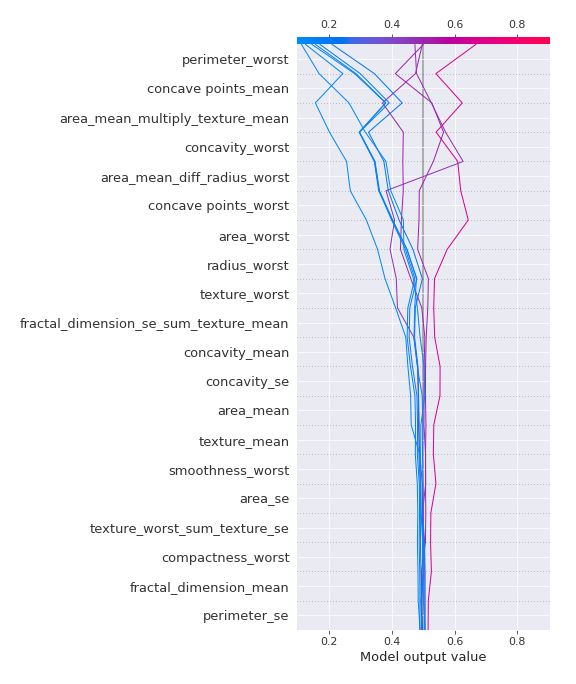 0.2 0.4 0.6 0.8
perimeter_worst
concave points_mean
area_mean_multiply_texture_mean
concavity_worst
area_mean_diff_radius_worst
concave points_worst
area_worst
radius_worst
texture_worst
fractal_dimension_se_sum_texture_mean
concavity_mean
concavity_se
area_mean
texture_mean
smoothness_worst
area_se
texture_worst_sum_texture_se
compactness_worst
fractal_dimension_mean
perimeter_se
0.2 0.4 0.6 0.8
Model output value